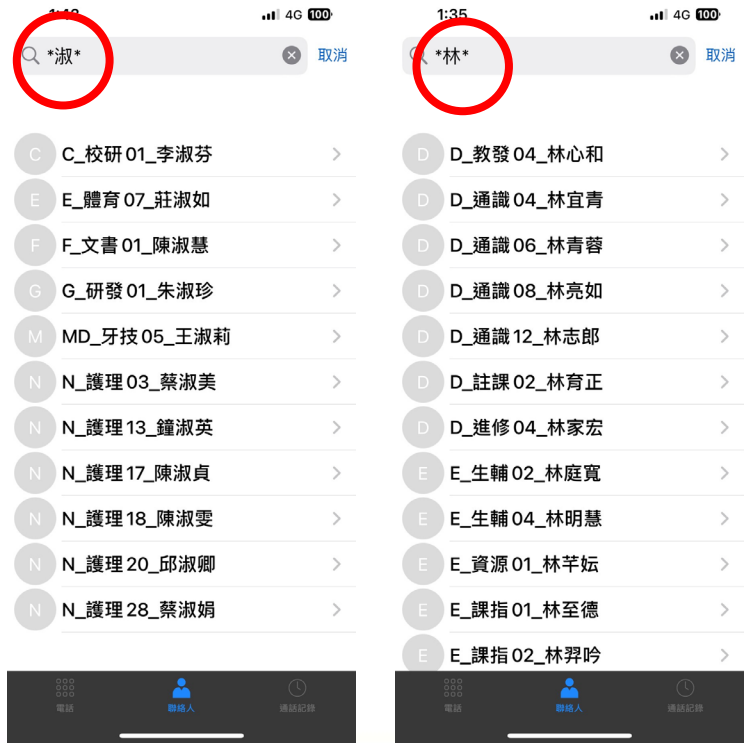 4G 100
*淑*
取消
C C_校研01_李淑芬
E E_體育07_莊淑如
F F_文書01_陳淑慧
G G_研發01_朱淑珍
M MD_牙技05_王淑莉
N N_護理03_蔡淑美
N N_護理13_鐘淑英
N N_護理17_陳淑貞
N N_護理18_陳淑雯
N N_護理20_邱淑卿
N N_護理28_蔡淑娟
電話 聯絡人 通話記錄
1:35 4G 100
*林*
取消
D D_教發04_林心和
D D_通識04_林宜青
D D_通識06_林青蓉
D D_通識08_林亮如
D D_通識12_林志郎
D D_註課02_林育正
D D_進修04_林家宏
E E_生輔02_林庭寬
E E_生輔04_林明慧
E E_資源01_林芊妘
E E_課指01_林至德
E E_課指02_林羿吟
電話 聯絡人 通話記錄